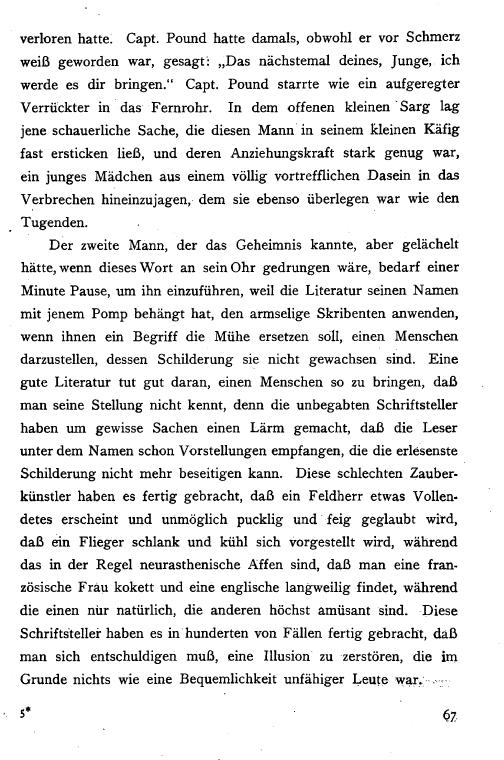 verloren hatte. Capt. Pound hatte damals, obwohl er vor Schmerz
weiß geworden war, gesagt: „Das nächstemal deines, Junge, ich
werde es dir bringen.“ Capt. Pound starrte wie ein aufgeregter
Verrückter in das Fernrohr. In dem offenen kleinen Sarg lag
jene schauerliche Sache, die diesen Mann in seinem kleinen Käfig
fast ersticken ließ, und deren Anziehungskraft stark genug war,
ein junges Mädchen aus einem völlig vortrefflichen Dasein in das
Verbrechen hineinzujagen, dem sie ebenso überlegen war wie den
Tugenden.
Der zweite Mann, der das Geheimnis kannte, aber gelächelt
hätte, wenn dieses Wort an sein Ohr gedrungen wäre, bedarf einer
Minute Pause, um ihn einzuführen, weil die Literatur seinen Namen
mit jenem Pomp behängt hat, den armselige Skribenten anwenden,
wenn ihnen ein Begriff die Mühe ersetzen soll, einen Menschen
darzustellen, dessen Schilderung sie nicht gewachsen sind. Eine
gute Literatur tut gut daran, einen Menschen so zu bringen, daß
man seine Stellung nicht kennt, denn die unbegabten Schriftsteller
haben um gewisse Sachen einen Lärm gemacht, daß die Leser
unter dem Namen schon Vorstellungen empfangen, die die erlesenste
Schilderung nicht mehr beseitigen kann. Diese schlechten Zauber-
künstler haben es fertig gebracht, daß ein Feldherr etwas Vollen-
detes erscheint und unmöglich pucklig und feig geglaubt wird,
daß ein Flieger schlank und kühl sich vorgestellt wird, während
das in der Regel neurasthenische Affen sind, daß man eine fran-
zösische Frau kokett und eine englische langweilig findet, während
die einen nur natürlich, die anderen höchst amüsant sind. Diese
Schriftsteller haben es in hunderten von Fällen fertig gebracht, daß
man sich entschuldigen muß, eine Illusion zu zerstören, die im
Grunde nichts wie eine Bequemlichkeit unfähiger Leute war.
5*
67